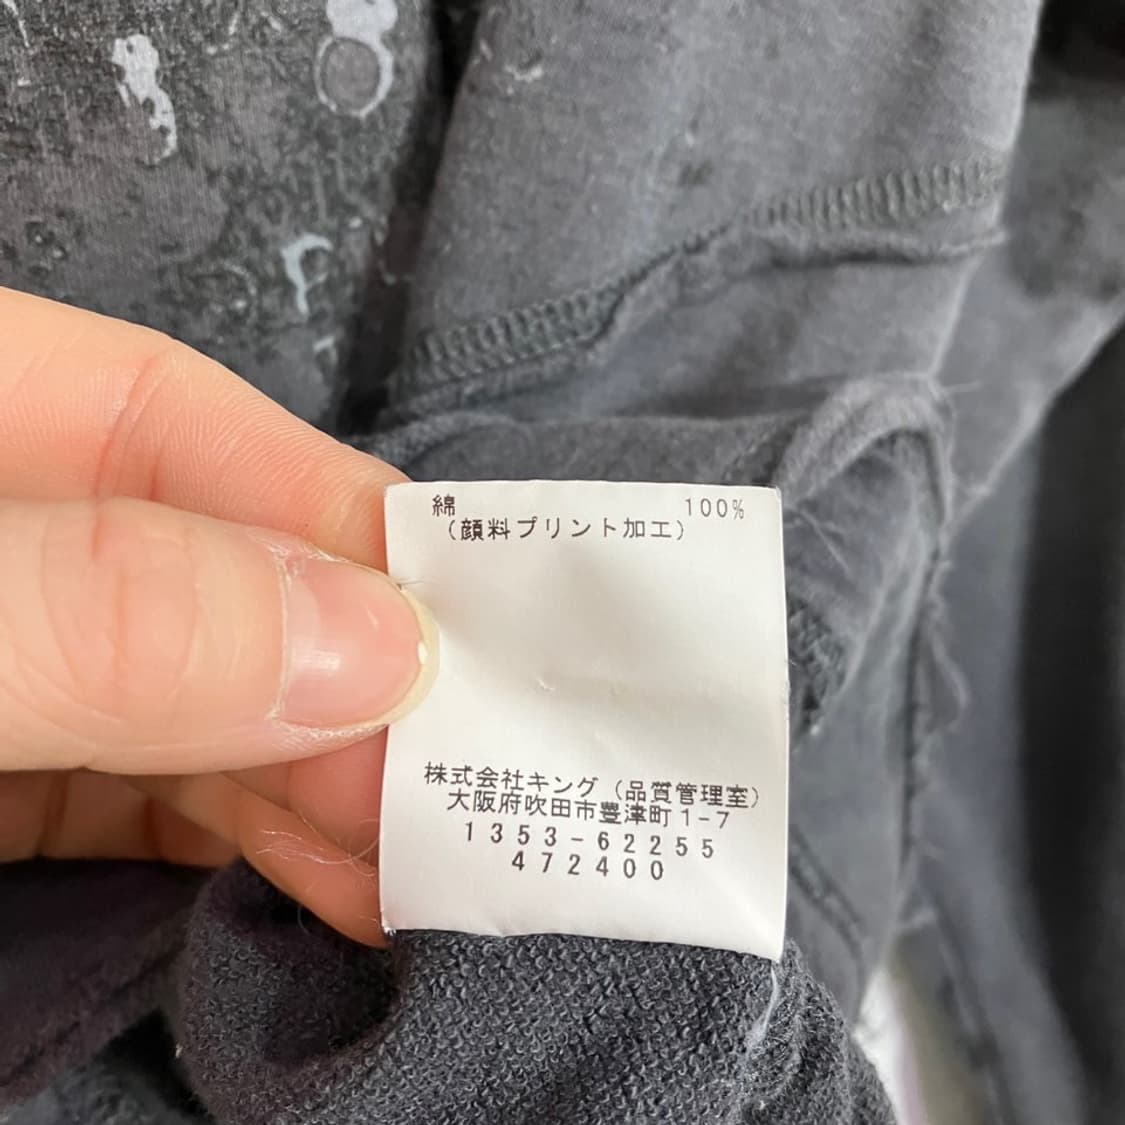 綿 100%
(顔料プリント加工)
株式会社キング(品質管理室)
大阪府吹田市豊津町1-7
1353-62255
472400